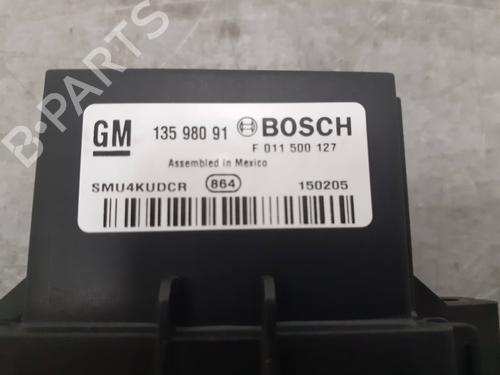 B-PARTS
GM 135 980 91 BOSCH
F 011 500 127
Assembled in Mexico
SMU4KUDCR 864 150205